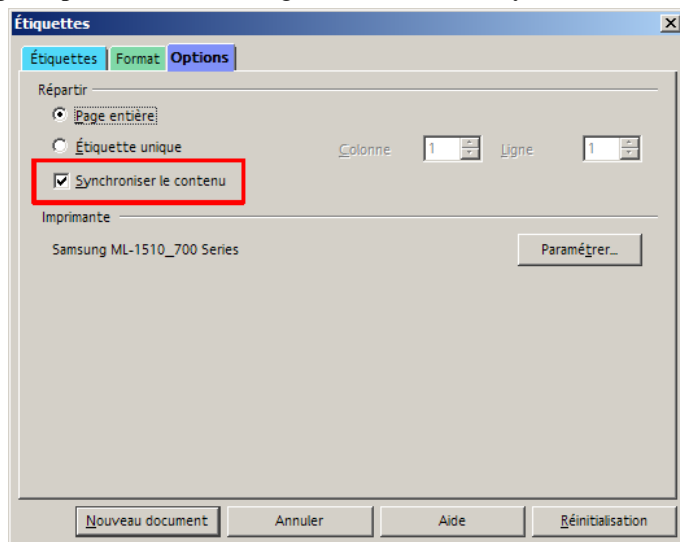 Étiquettes
Étiquettes Format Options
Répartir
Page entière
Étiquette unique Colonne 1 Ligne 1
Synchroniser le contenu
Imprimante
Samsung ML-1510_700 Series Paramétrer...
Nouveau document Annuler Aide Réinitialisation